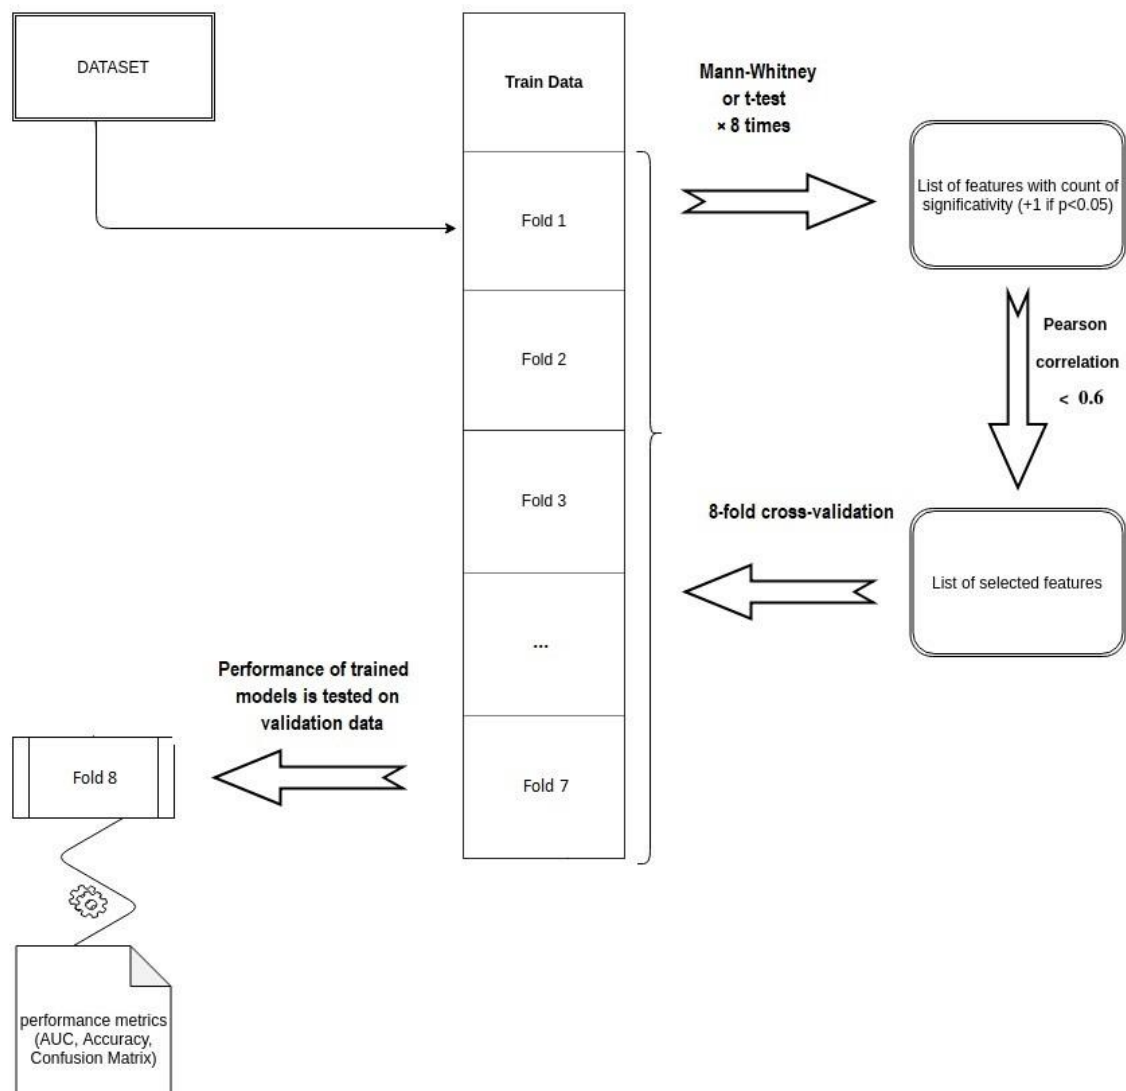 DATASET
Train Data
Fold 1
Fold 2
Fold 3
...
Fold 7
Mann-Whitney
or t-test
× 8 times
List of features with count of
significativity (+1 if p<0.05)
Pearson
correlation
< 0.6
List of selected features
8-fold cross-validation
Performance of trained
models is tested on
validation data
Fold 8
performance metrics
(AUC, Accuracy,
Confusion Matrix)